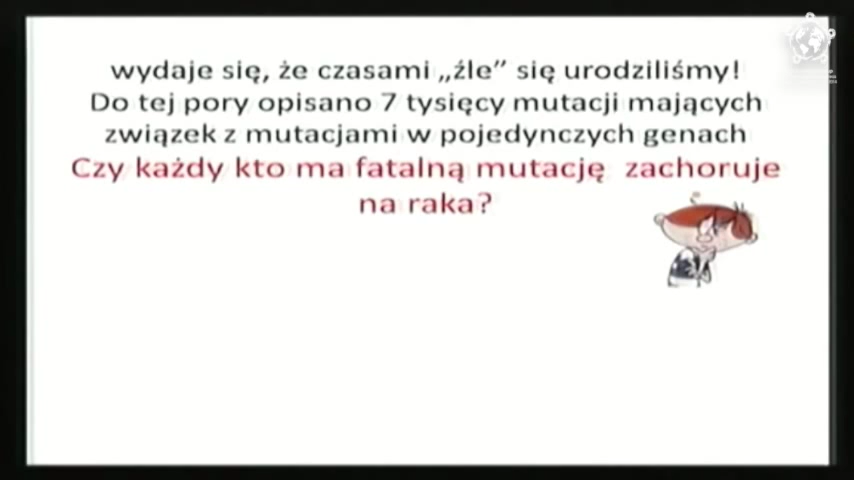 wydaje się, że czasami „źle” się urodziliśmy!
Do tej pory opisano 7 tysięcy mutacji mających
związek z mutacjami w pojedynczych genach
Czy każdy kto ma fatalną mutację zachoruje
na raka?